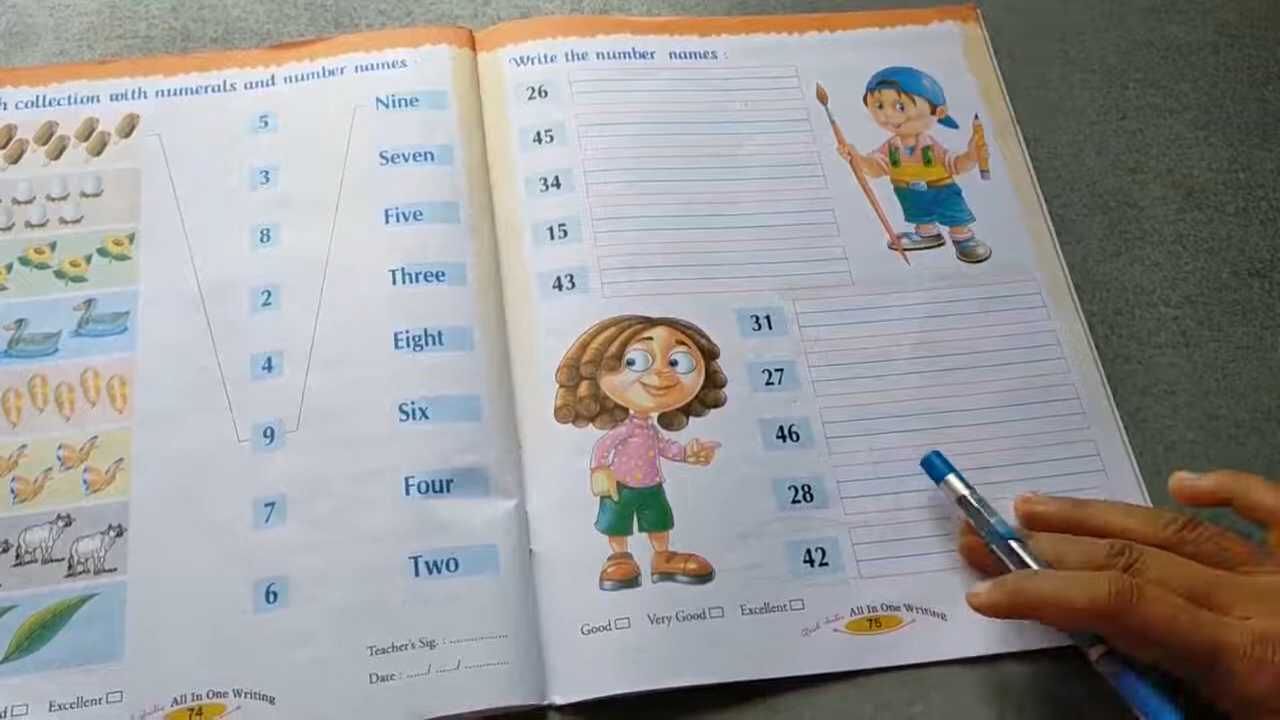 collection with numerals and number names :
5
3
8
2
4
9
7
6
Nine
Seven
Five
Three
Eight
Six
Four
Two
Teacher's Sig. : ................
Date : ....../ ....../ ............
Excellent
All In One Writing
74
Write the number names :
26
45
34
15
43
31
27
46
28
42
Good Very Good Excellent
All In One Writing
75